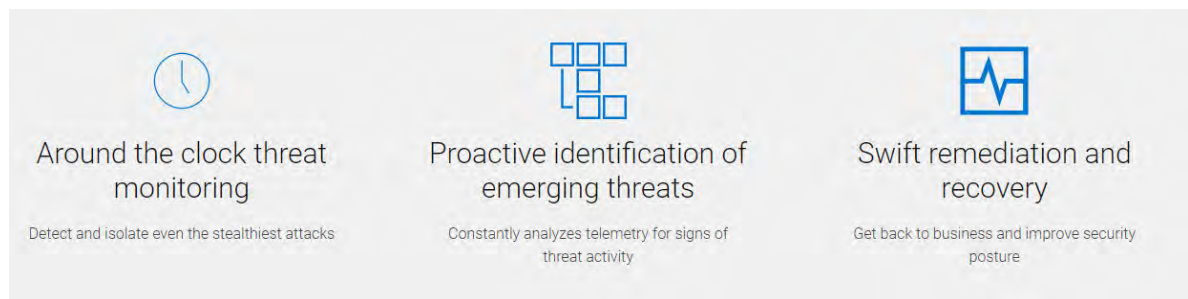 Around the clock threat
monitoring
Detect and isolate even the stealthiest attacks
Proactive identification of
emerging threats
Constantly analyzes telemetry for signs of
threat activity
Swift remediation and
recovery
Get back to business and improve security
posture